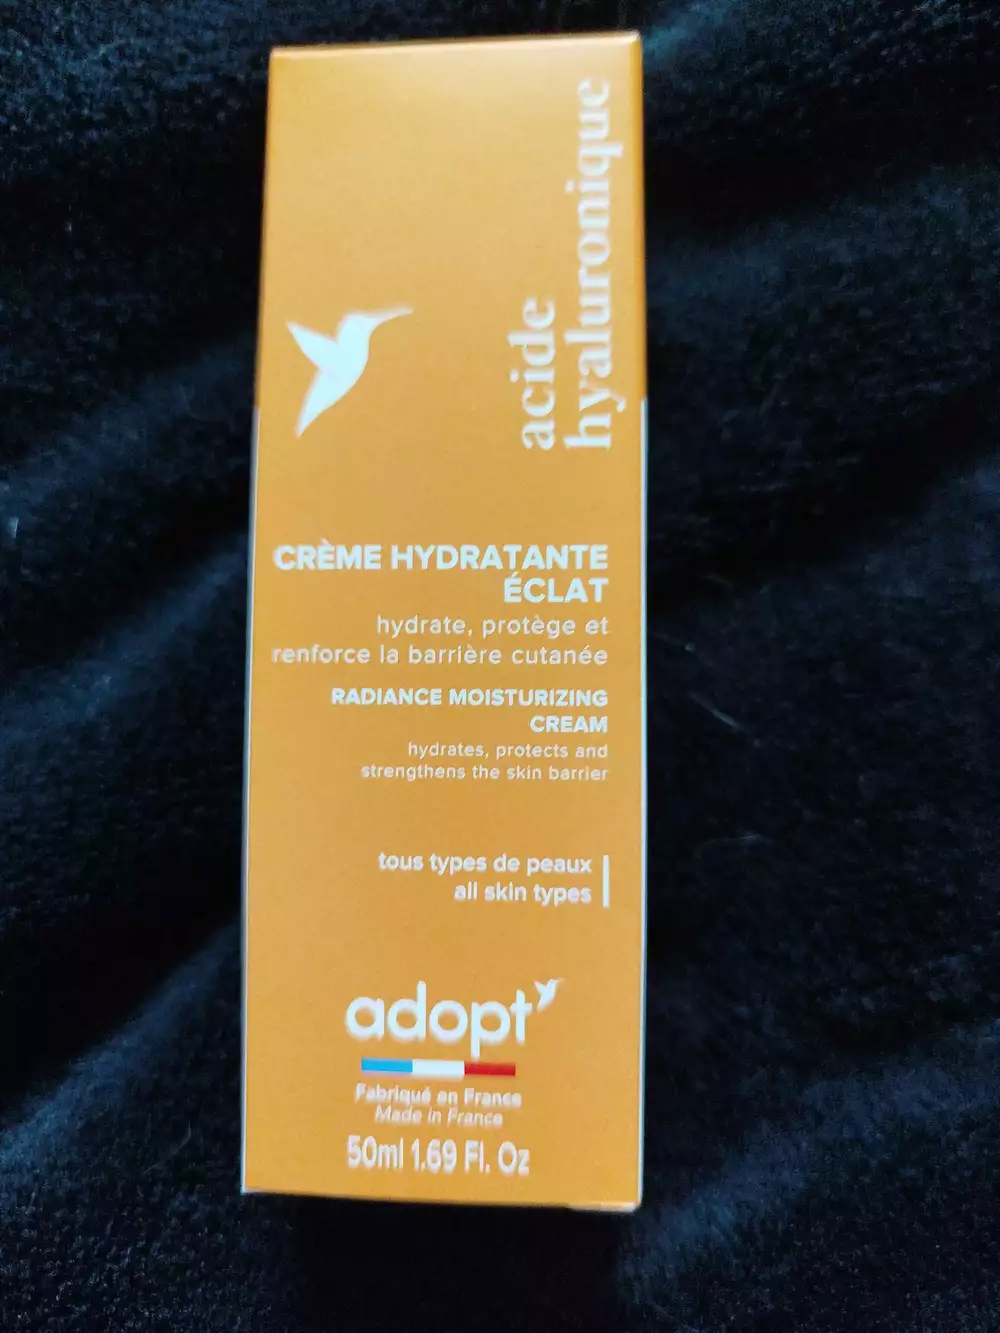 acide
hyaluronique
CRÈME HYDRATANTE
ÉCLAT
hydrate, protège et
renforce la barrière cutanée
RADIANCE MOISTURIZING
CREAM
hydrates, protects and
strengthens the skin barrier
tous types de peaux
all skin types
adopt
Fabriqué en France
Made in France
50ml 1.69 Fl. Oz